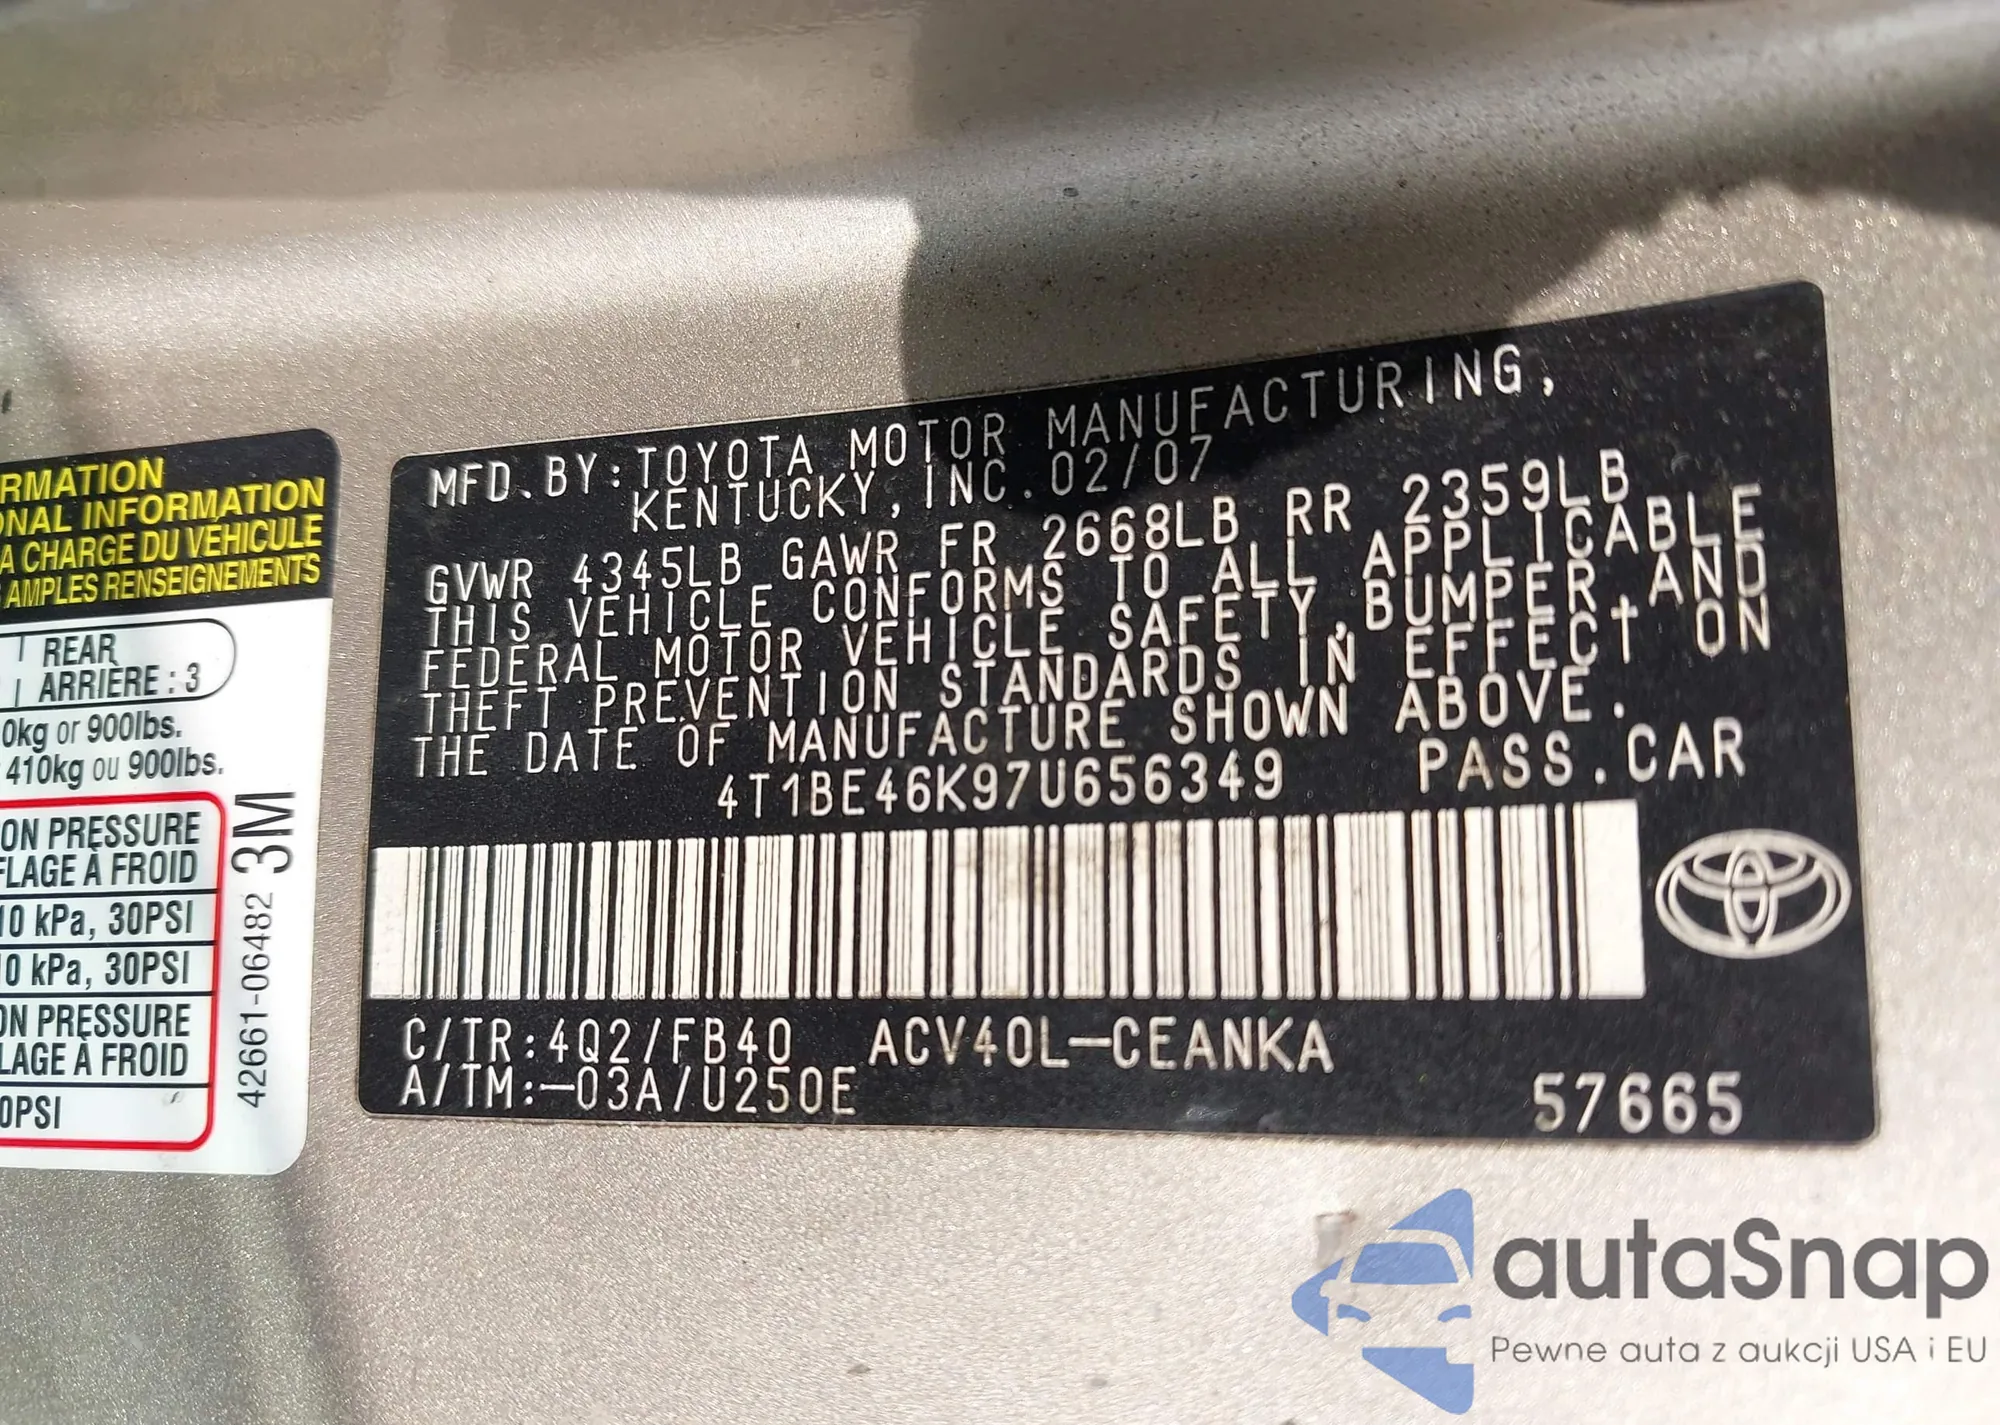 RMATION
ONAL INFORMATION
A CHARGE DU VÉHICULE
AMPLES RENSEIGNEMENTS
REAR
ARRIÈRE : 3
0kg or 900lbs.
410kg ou 900lbs.
ON PRESSURE
FLAGE À FROID
10 kPa, 30PSI
10 kPa, 30PSI
ON PRESSURE
LAGE À FROID
0PSI
42661-06482 3M
MFD. BY: TOYOTA MOTOR MANUFACTURING,
KENTUCKY, INC. 02/07
GVWR 4345LB GAWR FR 2668LB RR 2359LB
THIS VEHICLE CONFORMS TO ALL APPLICABLE
FEDERAL MOTOR VEHICLE SAFETY, BUMPER AND
THEFT PREVENTION STANDARDS IN EFFECT ON
THE DATE OF MANUFACTURE SHOWN ABOVE.
4T1BE46K97U656349 PASS. CAR
C/TR:4Q2/FB40 ACV40L-CEANKA
A/TM:-03A/U250E
57665
autaSnap
Pewne auta z aukcji USA i EU